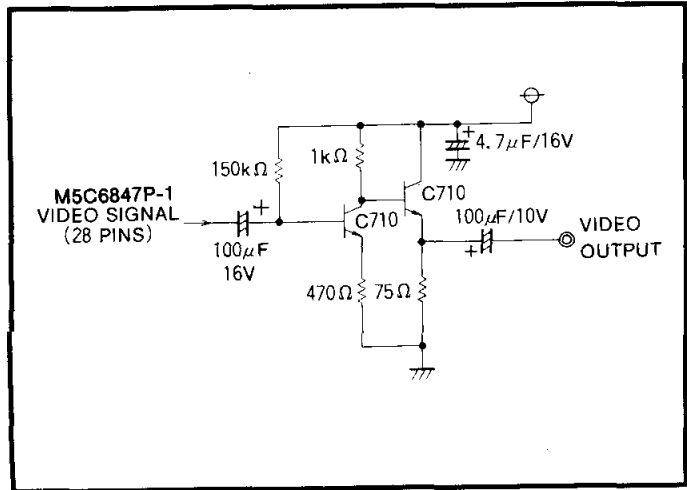 4.7μF/16V
150kΩ
1kΩ
M5C6847P-1
VIDEO SIGNAL
(28 PINS)
C710
C710
100μF/10V
VIDEO
OUTPUT
100μF
16V
470Ω
75Ω